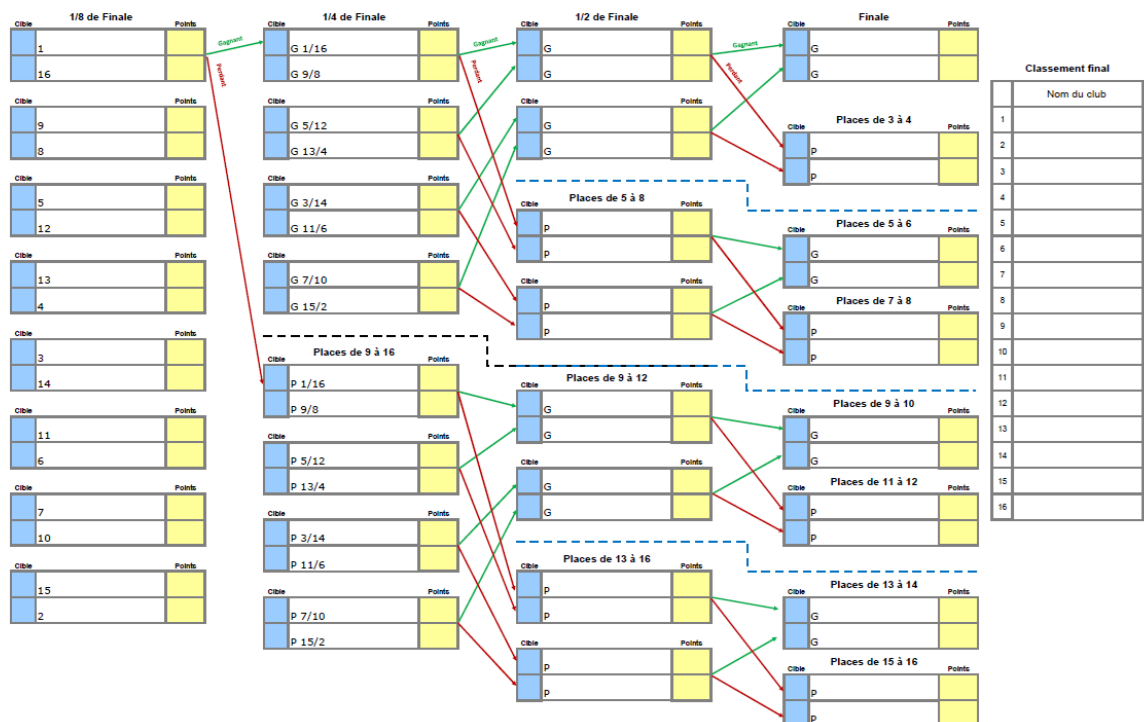 1/8 de Finale
Cible Points
1
16
Cible Points
9
8
Cible Points
5
12
Cible Points
13
4
Cible Points
3
14
Cible Points
11
6
Cible Points
7
10
Cible Points
15
2
Gagnant
Perdant
1/4 de Finale
Cible Points
G 1/16
G 9/8
Cible Points
G 5/12
G 13/4
Cible Points
G 3/14
G 11/6
Cible Points
G 7/10
G 15/2
Places de 9 à 16
Cible Points
P 1/16
P 9/8
Cible Points
P 5/12
P 13/4
Cible Points
P 3/14
P 11/6
Cible Points
P 7/10
P 15/2
Gagnant
Perdant
1/2 de Finale
Cible Points
G
G
Cible Points
G
G
Places de 5 à 8
Cible Points
P
P
Cible Points
P
P
Places de 9 à 12
Cible Points
G
G
Cible Points
G
G
Places de 13 à 16
Cible Points
P
P
Cible Points
P
P
Gagnant
Perdant
Finale
Cible Points
G
G
Places de 3 à 4
Cible Points
P
P
Places de 5 à 6
Cible Points
G
G
Places de 7 à 8
Cible Points
P
P
Places de 9 à 10
Cible Points
G
G
Places de 11 à 12
Cible Points
P
P
Places de 13 à 14
Cible Points
G
G
Places de 15 à 16
Cible Points
P
P
Classement final
Nom du club
1
2
3
4
5
6
7
8
9
10
11
12
13
14
15
16